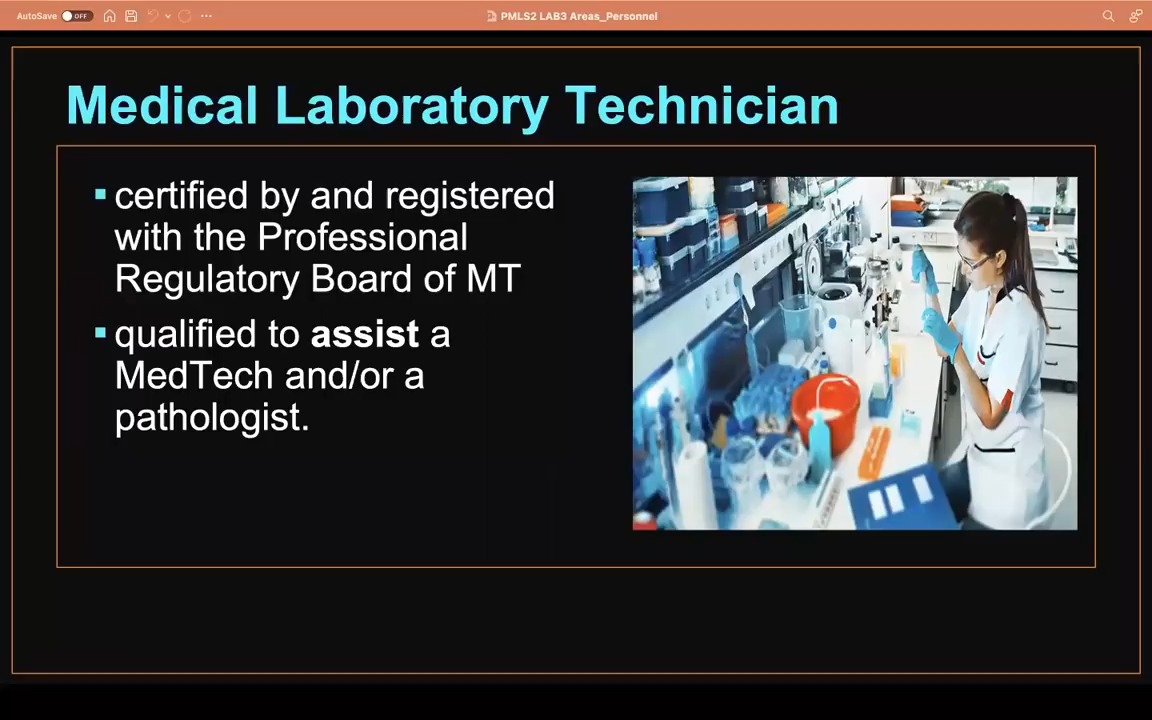 AutoSave OFF
PMLS2 LAB3 Areas_Personnel
Medical Laboratory Technician
▪ certified by and registered
with the Professional
Regulatory Board of MT
▪ qualified to assist a
MedTech and/or a
pathologist.